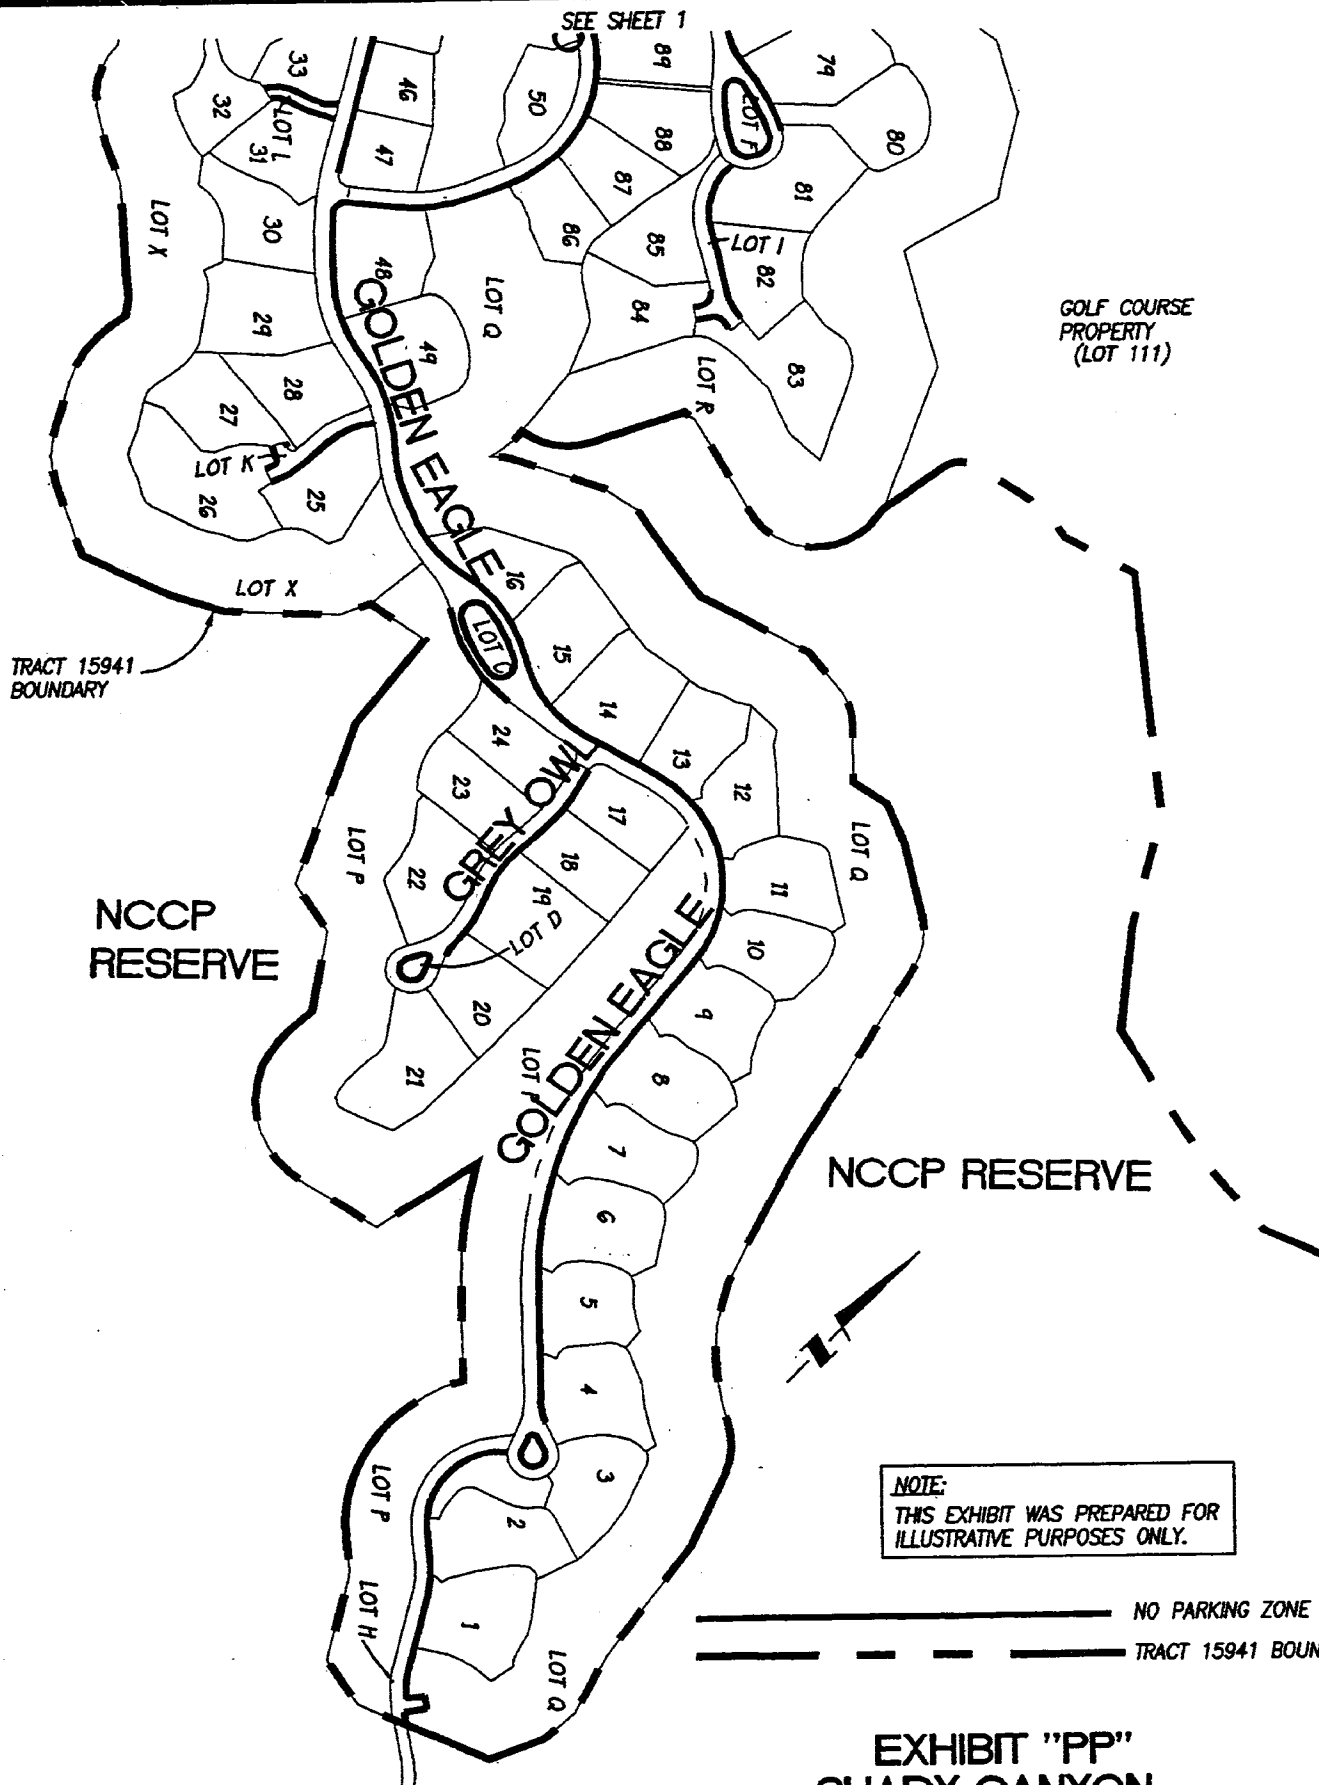 SEE SHEET 1
33
46
50
89
79
32
LOT L
LOT F
80
31
47
88
87
81
LOT X
30
86
85
LOT I
82
48
LOT Q
84
GOLF COURSE
PROPERTY
(LOT 111)
29
49
GOLDEN EAGLE
28
LOT R
83
27
LOT K
26
25
16
LOT X
LOT C
15
TRACT 15941
BOUNDARY
14
24
13
12
23
GREY OWL
17
LOT P
LOT Q
22
18
11
19
NCCP
RESERVE
LOT D
10
GOLDEN EAGLE
20
9
LOT P
21
8
7
NCCP RESERVE
6
5
N
4
LOT P
3
2
NOTE:
THIS EXHIBIT WAS PREPARED FOR
ILLUSTRATIVE PURPOSES ONLY.
LOT H
1
NO PARKING ZONE
TRACT 15941 BOUN
LOT Q
EXHIBIT "PP"
SHADY CANYON